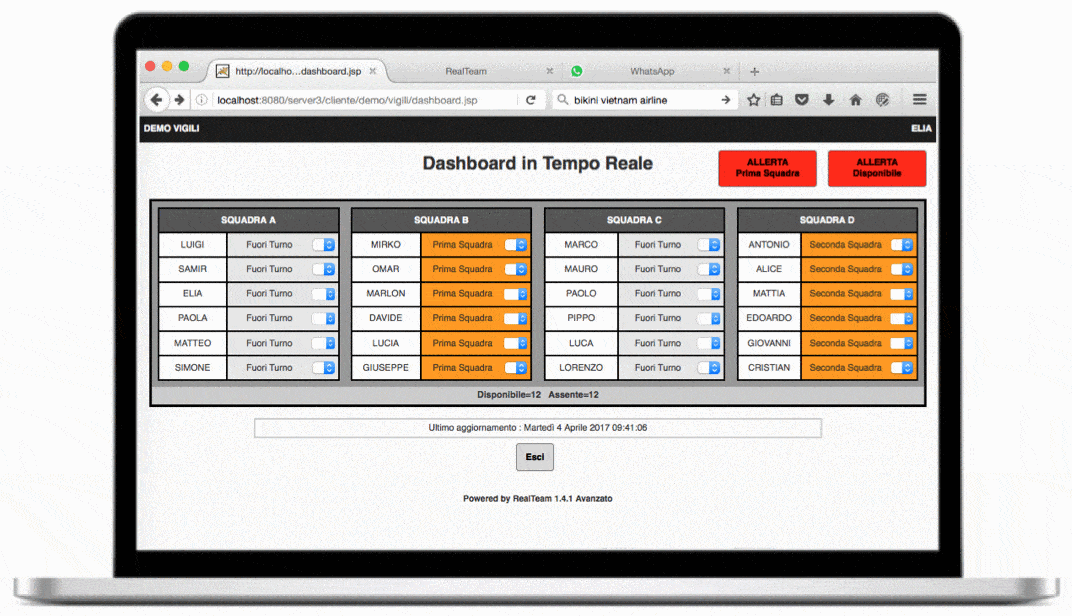 http://localho...dashboard.jsp
RealTeam
WhatsApp
localhost:8080/server3/cliente/demo/vigili/dashboard.jsp
bikini vietnam airline
DEMO VIGILI
ELIA
Dashboard in Tempo Reale
ALLERTA
Prima Squadra
ALLERTA
Disponibile
SQUADRA A
SQUADRA B
SQUADRA C
SQUADRA D
LUIGI Fuori Turno MIRKO Prima Squadra MARCO Fuori Turno ANTONIO Seconda Squadra
SAMIR Fuori Turno OMAR Prima Squadra MAURO Fuori Turno ALICE Seconda Squadra
ELIA Fuori Turno MARLON Prima Squadra PAOLO Fuori Turno MATTIA Seconda Squadra
PAOLA Fuori Turno DAVIDE Prima Squadra PIPPO Fuori Turno EDOARDO Seconda Squadra
MATTEO Fuori Turno LUCIA Prima Squadra LUCA Fuori Turno GIOVANNI Seconda Squadra
SIMONE Fuori Turno GIUSEPPE Prima Squadra LORENZO Fuori Turno CRISTIAN Seconda Squadra
Disponibile=12 Assente=12
Ultimo aggiornamento : Martedì 4 Aprile 2017 09:41:06
Esci
Powered by RealTeam 1.4.1 Avanzato